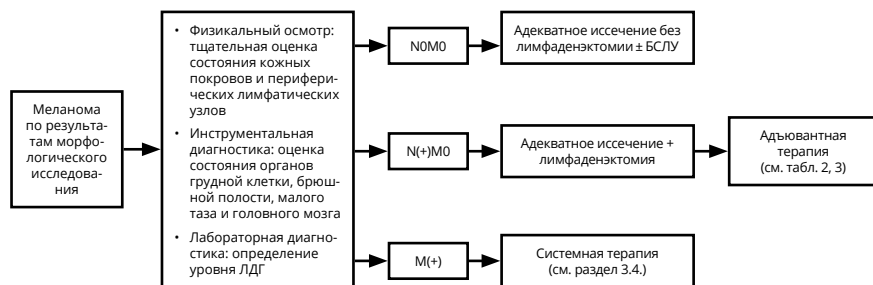 Меланома
по результа-
там морфо-
логического
исследова-
ния
• Физикальный осмотр:
тщательная оценка
состояния кожных
покровов и перифери-
ческих лимфатических
узлов
• Инструментальная
диагностика: оценка
состояния органов
грудной клетки, брюш-
ной полости, малого
таза и головного мозга
• Лабораторная диагно-
стика: определение
уровня ЛДГ
N0M0
Адекватное иссечение без
лимфаденэктомии ± БСЛУ
N(+)M0
Адекватное иссечение +
лимфаденэктомия
Адъювантная
терапия
(см. табл. 2, 3)
M(+)
Системная терапия
(см. раздел 3.4.)